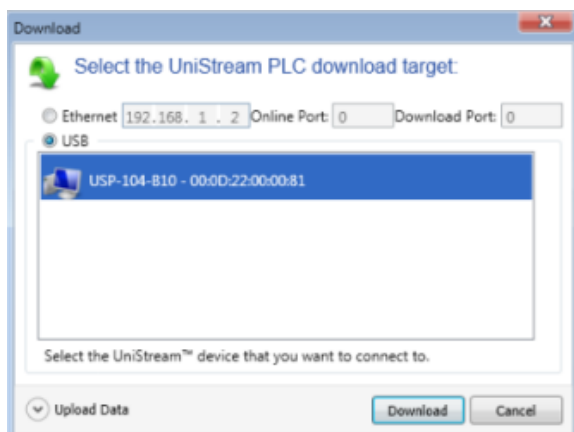 Download
Select the UniStream PLC download target:
Ethernet 192.168. 1 . 2 Online Port: 0 Download Port: 0
USB
USP-104-B10 - 00:0D:22:00:00:81
Select the UniStream™ device that you want to connect to.
Upload Data Download Cancel